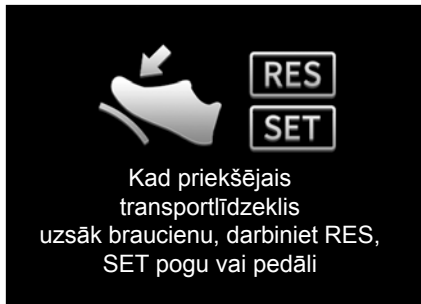 RES
SET
Kad priekšējais
transportlīdzeklis
uzsāk braucienu, darbiniet RES,
SET pogu vai pedāli